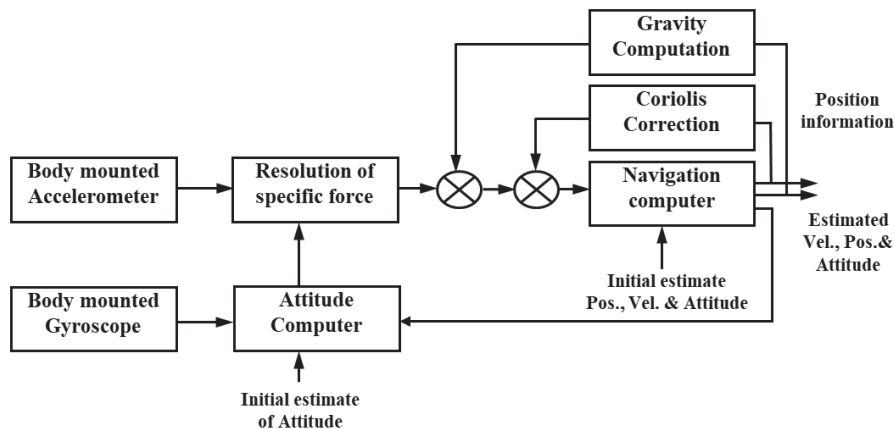 Gravity
Computation
Coriolis
Correction
Position
information
Body mounted
Accelerometer
Resolution of
specific force
Navigation
computer
Estimated
Vel., Pos.&
Attitude
Initial estimate
Pos., Vel. & Attitude
Body mounted
Gyroscope
Attitude
Computer
Initial estimate
of Attitude